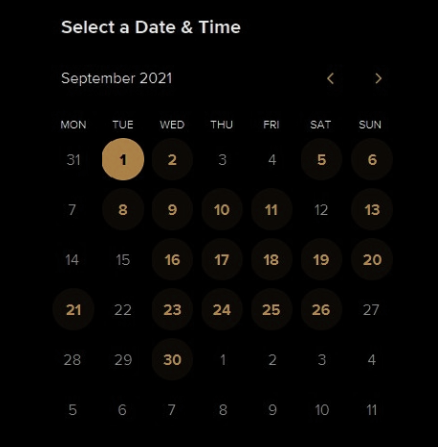 Select a Date & Time
September 2021
MON TUE WED THU FRI SAT SUN
31 1 2 3 4 5 6
7 8 9 10 11 12 13
14 15 16 17 18 19 20
21 22 23 24 25 26 27
28 29 30 1 2 3 4
5 6 7 8 9 10 11